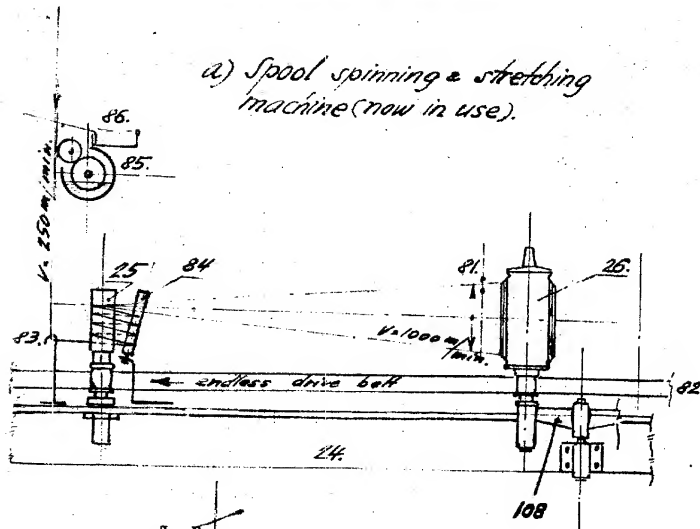 a) Spool spinning & stretching
machine (now in use).
86.
85.
V = 250 m/min.
25
84
81.
26.
83.
V=1000 m/
min.
endless drive belt
82
24.
108